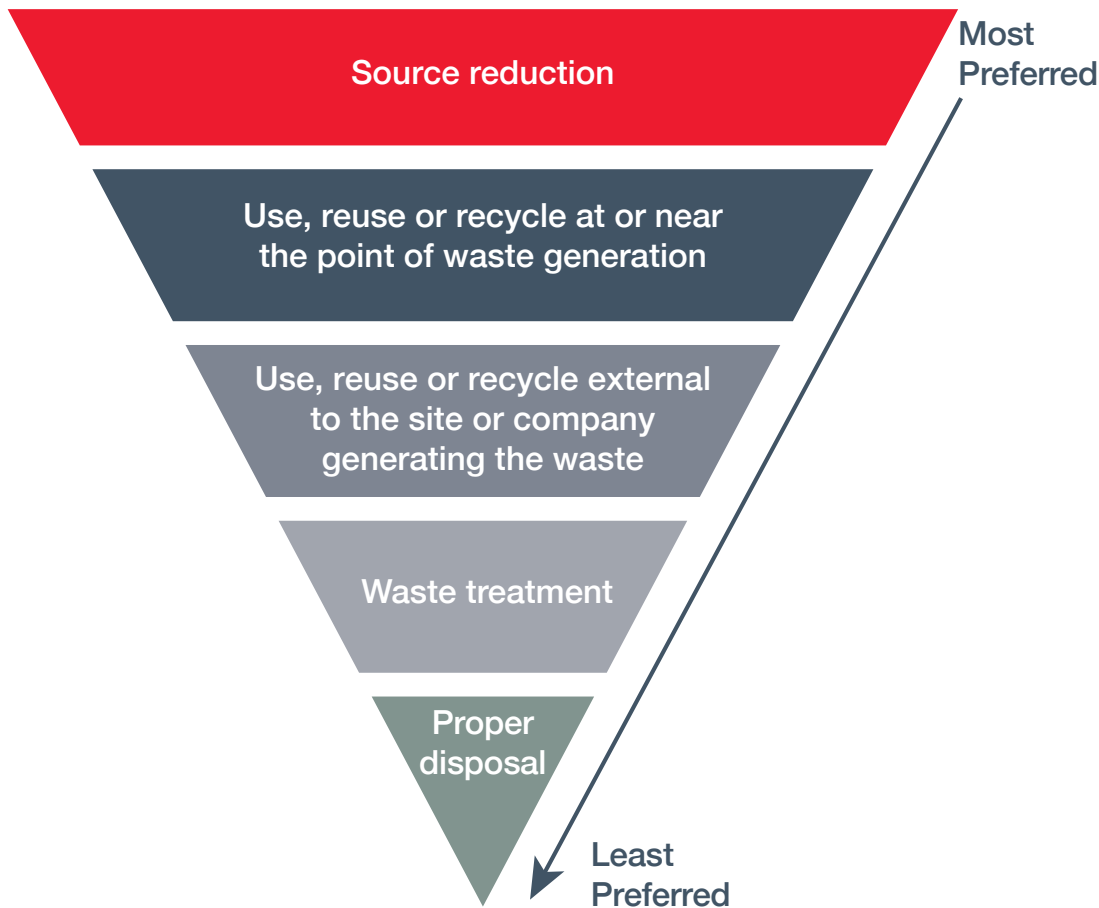 Most
Preferred
Source reduction
Use, reuse or recycle at or near
the point of waste generation
Use, reuse or recycle external
to the site or company
generating the waste
Waste treatment
Proper
disposal
Least
Preferred